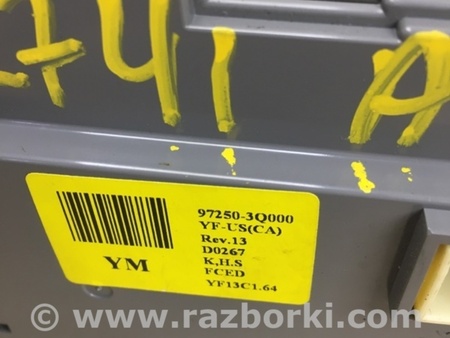 97250-3Q000
YF-US(CA)
Rev.13
D0267
K,H.S
FCED
YM
YF13C1.64
© www.razborki.com